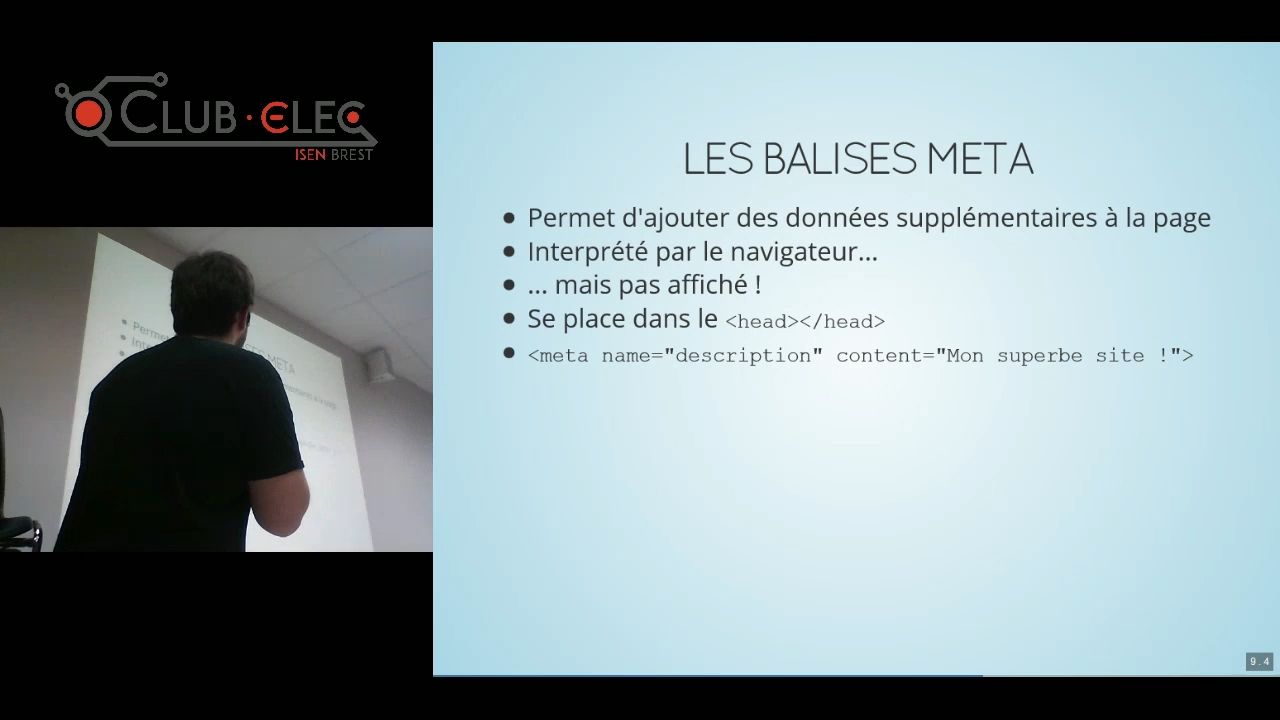 CLUB·ELEC
ISEN BREST
LES BALISES META
Permet d'ajouter des données supplémentaires à la page
Interprété par le navigateur...
... mais pas affiché !
Se place dans le <head></head>
<meta name="description" content="Mon superbe site !">
9.4